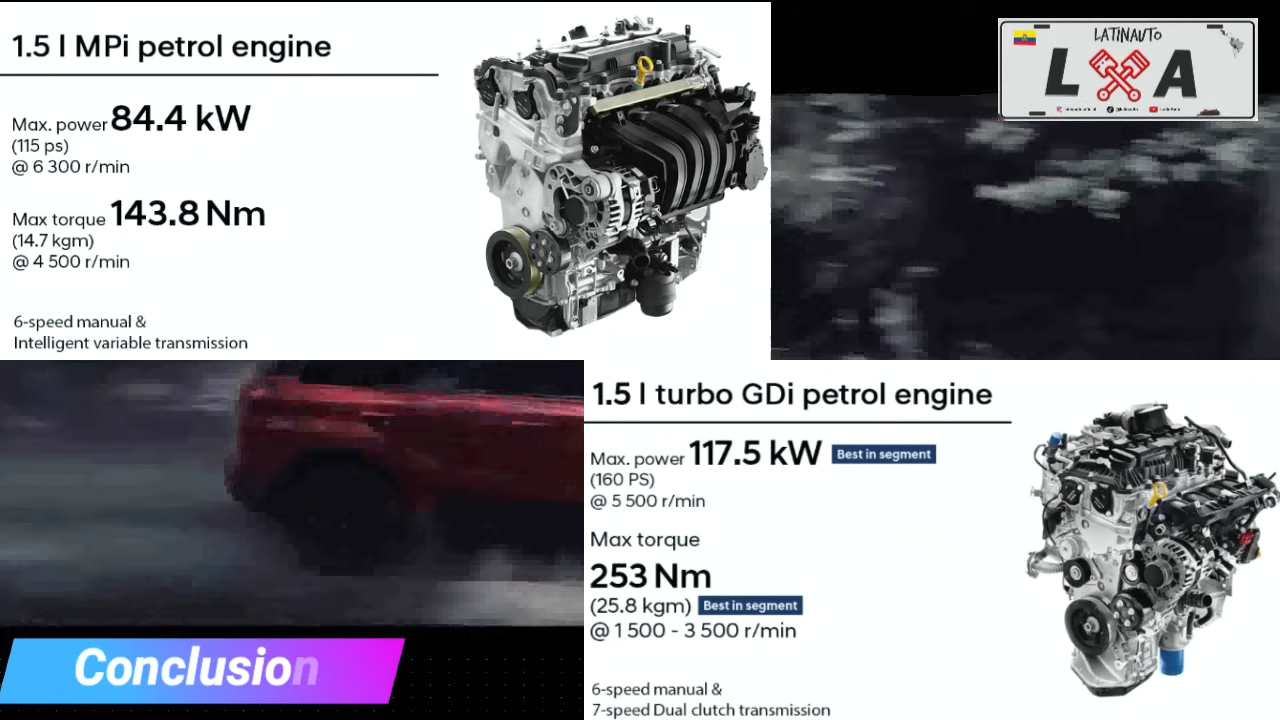 1.5 l MPi petrol engine
Max. power 84.4 kW
(115 ps)
@ 6 300 r/min
Max torque 143.8 Nm
(14.7 kgm)
@ 4 500 r/min
6-speed manual &
Intelligent variable transmission
LATINAUTO
L A
1.5 l turbo GDi petrol engine
Max. power 117.5 kW Best in segment
(160 PS)
@ 5 500 r/min
Max torque
253 Nm
(25.8 kgm) Best in segment
@ 1 500 - 3 500 r/min
6-speed manual &
7-speed Dual clutch transmission
Conclusion